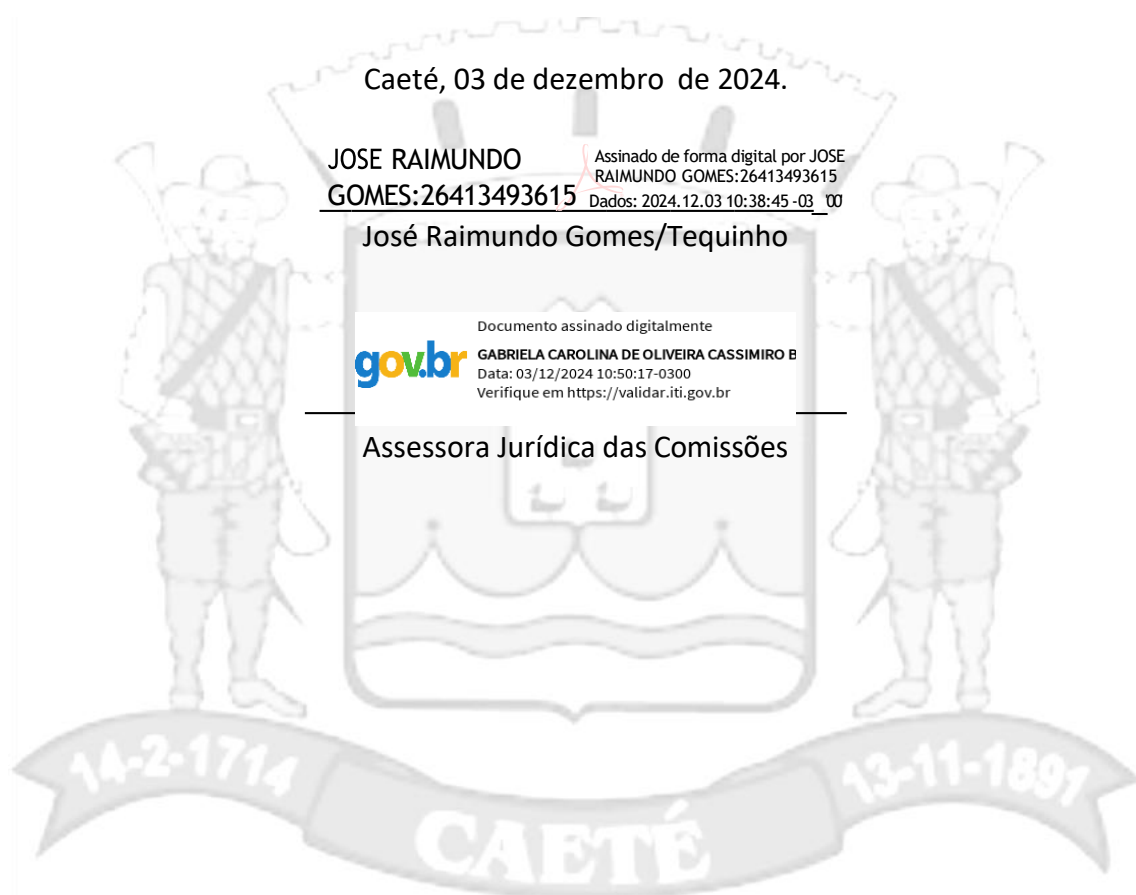 Caeté, 03 de dezembro de 2024.
JOSE RAIMUNDO
GOMES:26413493615
Assinado de forma digital por JOSE
RAIMUNDO GOMES:26413493615
Dados: 2024.12.03 10:38:45 -03 '00'
José Raimundo Gomes/Tequinho
Documento assinado digitalmente
gov.br
GABRIELA CAROLINA DE OLIVEIRA CASSIMIRO B
Data: 03/12/2024 10:50:17-0300
Verifique em https://validar.iti.gov.br
Assessora Jurídica das Comissões
14-2-1714
13-11-1891
CAETÉ